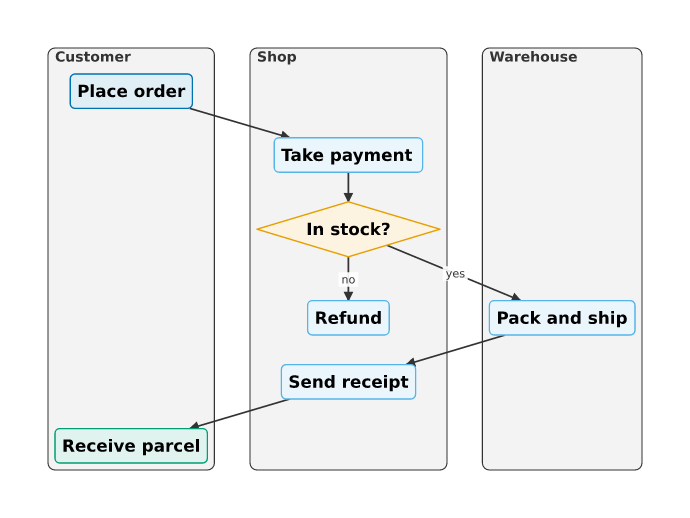 Customer
Shop
Warehouse
Place order
Take payment
In stock?
no
yes
Refund
Pack and ship
Send receipt
Receive parcel